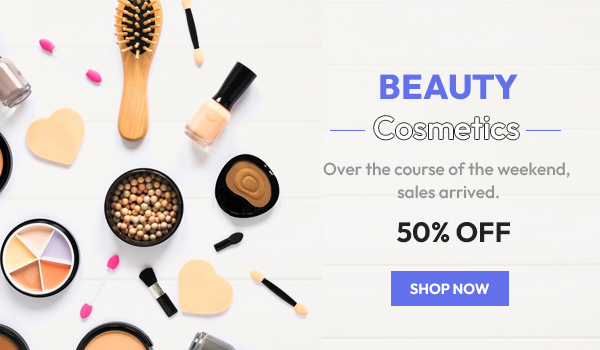 BEAUTY
Cosmetics
Over the course of the weekend,
sales arrived.
50% OFF
SHOP NOW